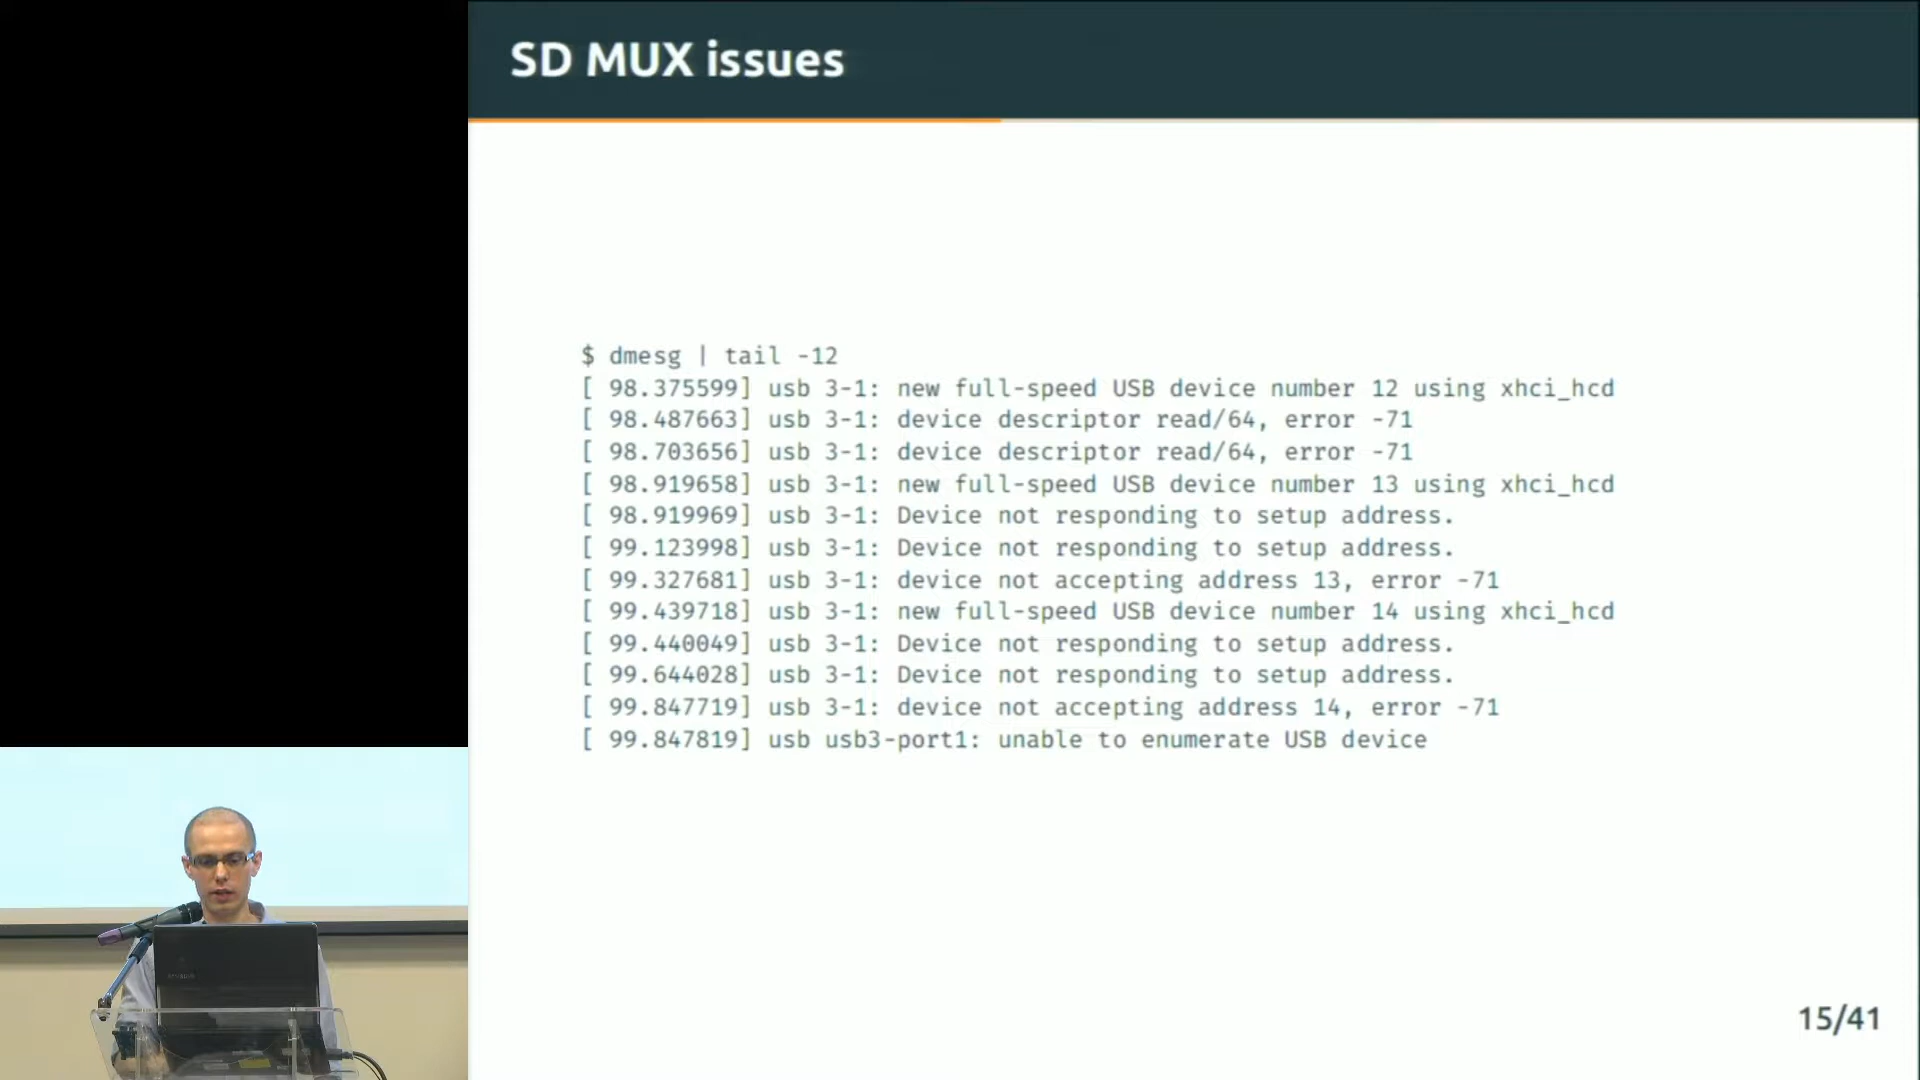 SD MUX issues
$ dmesg | tail -12
[ 98.375599] usb 3-1: new full-speed USB device number 12 using xhci_hcd
[ 98.487663] usb 3-1: device descriptor read/64, error -71
[ 98.703656] usb 3-1: device descriptor read/64, error -71
[ 98.919658] usb 3-1: new full-speed USB device number 13 using xhci_hcd
[ 98.919969] usb 3-1: Device not responding to setup address.
[ 99.123998] usb 3-1: Device not responding to setup address.
[ 99.327681] usb 3-1: device not accepting address 13, error -71
[ 99.439718] usb 3-1: new full-speed USB device number 14 using xhci_hcd
[ 99.440049] usb 3-1: Device not responding to setup address.
[ 99.644028] usb 3-1: Device not responding to setup address.
[ 99.847719] usb 3-1: device not accepting address 14, error -71
[ 99.847819] usb usb3-port1: unable to enumerate USB device
15/41